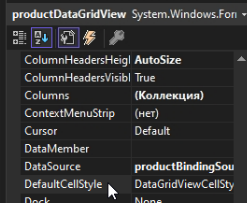 productDataGridView System.Windows.For
ColumnHeadersHeigl AutoSize
ColumnHeadersVisibl True
Columns (Коллекция)
ContextMenuStrip (нет)
Cursor Default
DataMember
DataSource productBindingSou
DefaultCellStyle DataGridViewCellSty
Dock None